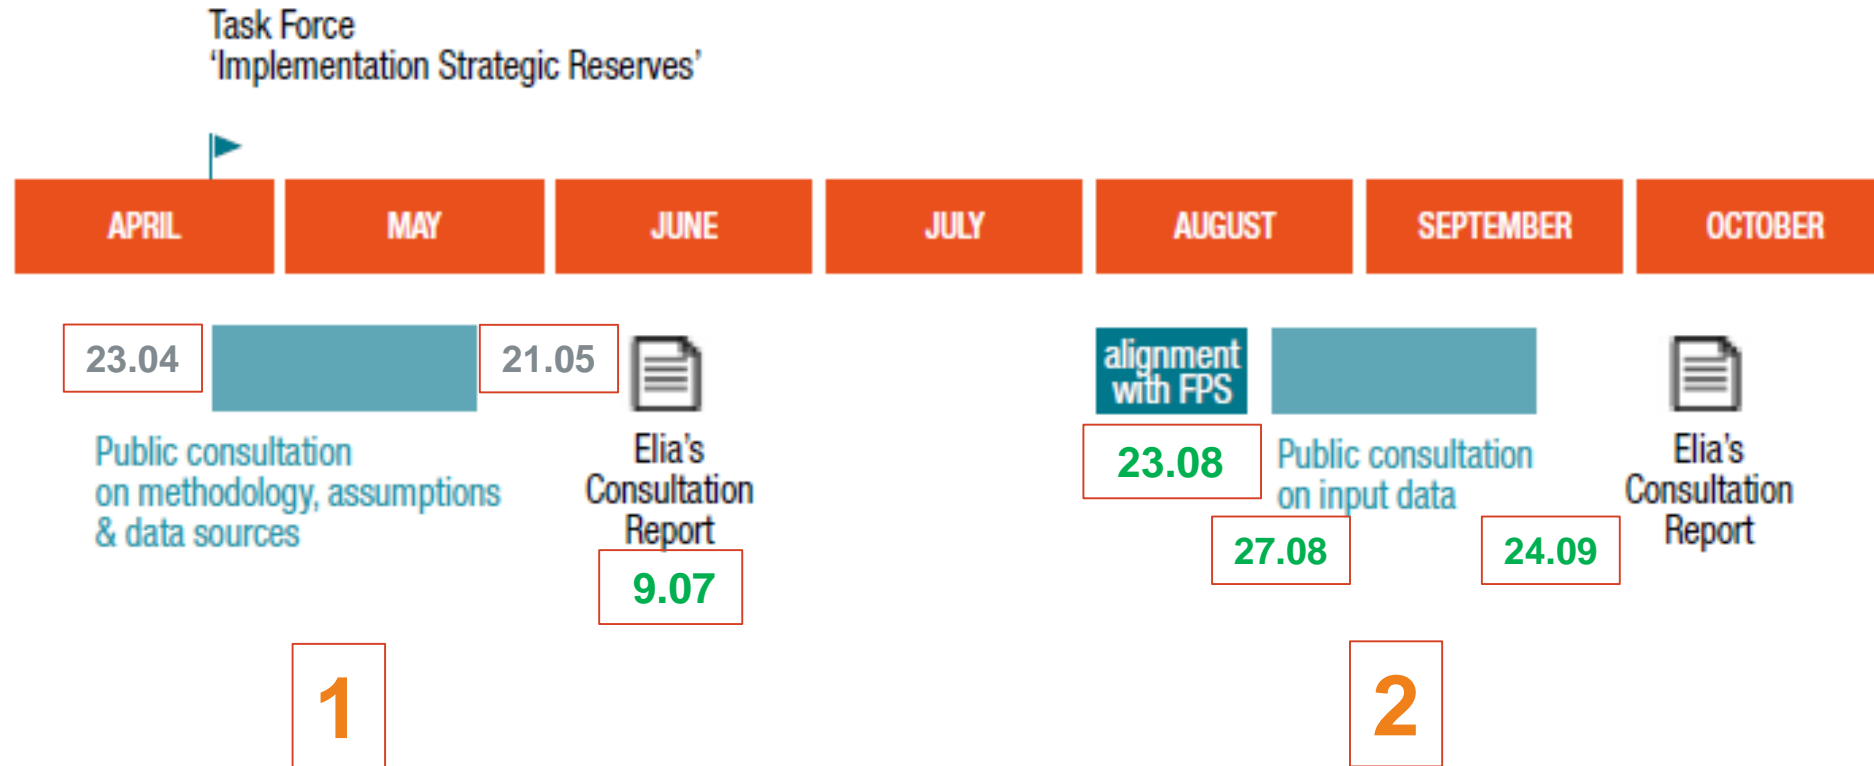 Task Force
‘Implementation Strategic Reserves’
APRIL
MAY
JUNE
JULY
AUGUST
SEPTEMBER
OCTOBER
23.04
21.05
Public consultation
on methodology, assumptions
& data sources
Elia’s
Consultation
Report
9.07
alignment
with FPS
23.08
Public consultation
on input data
27.08
24.09
Elia’s
Consultation
Report
1
2